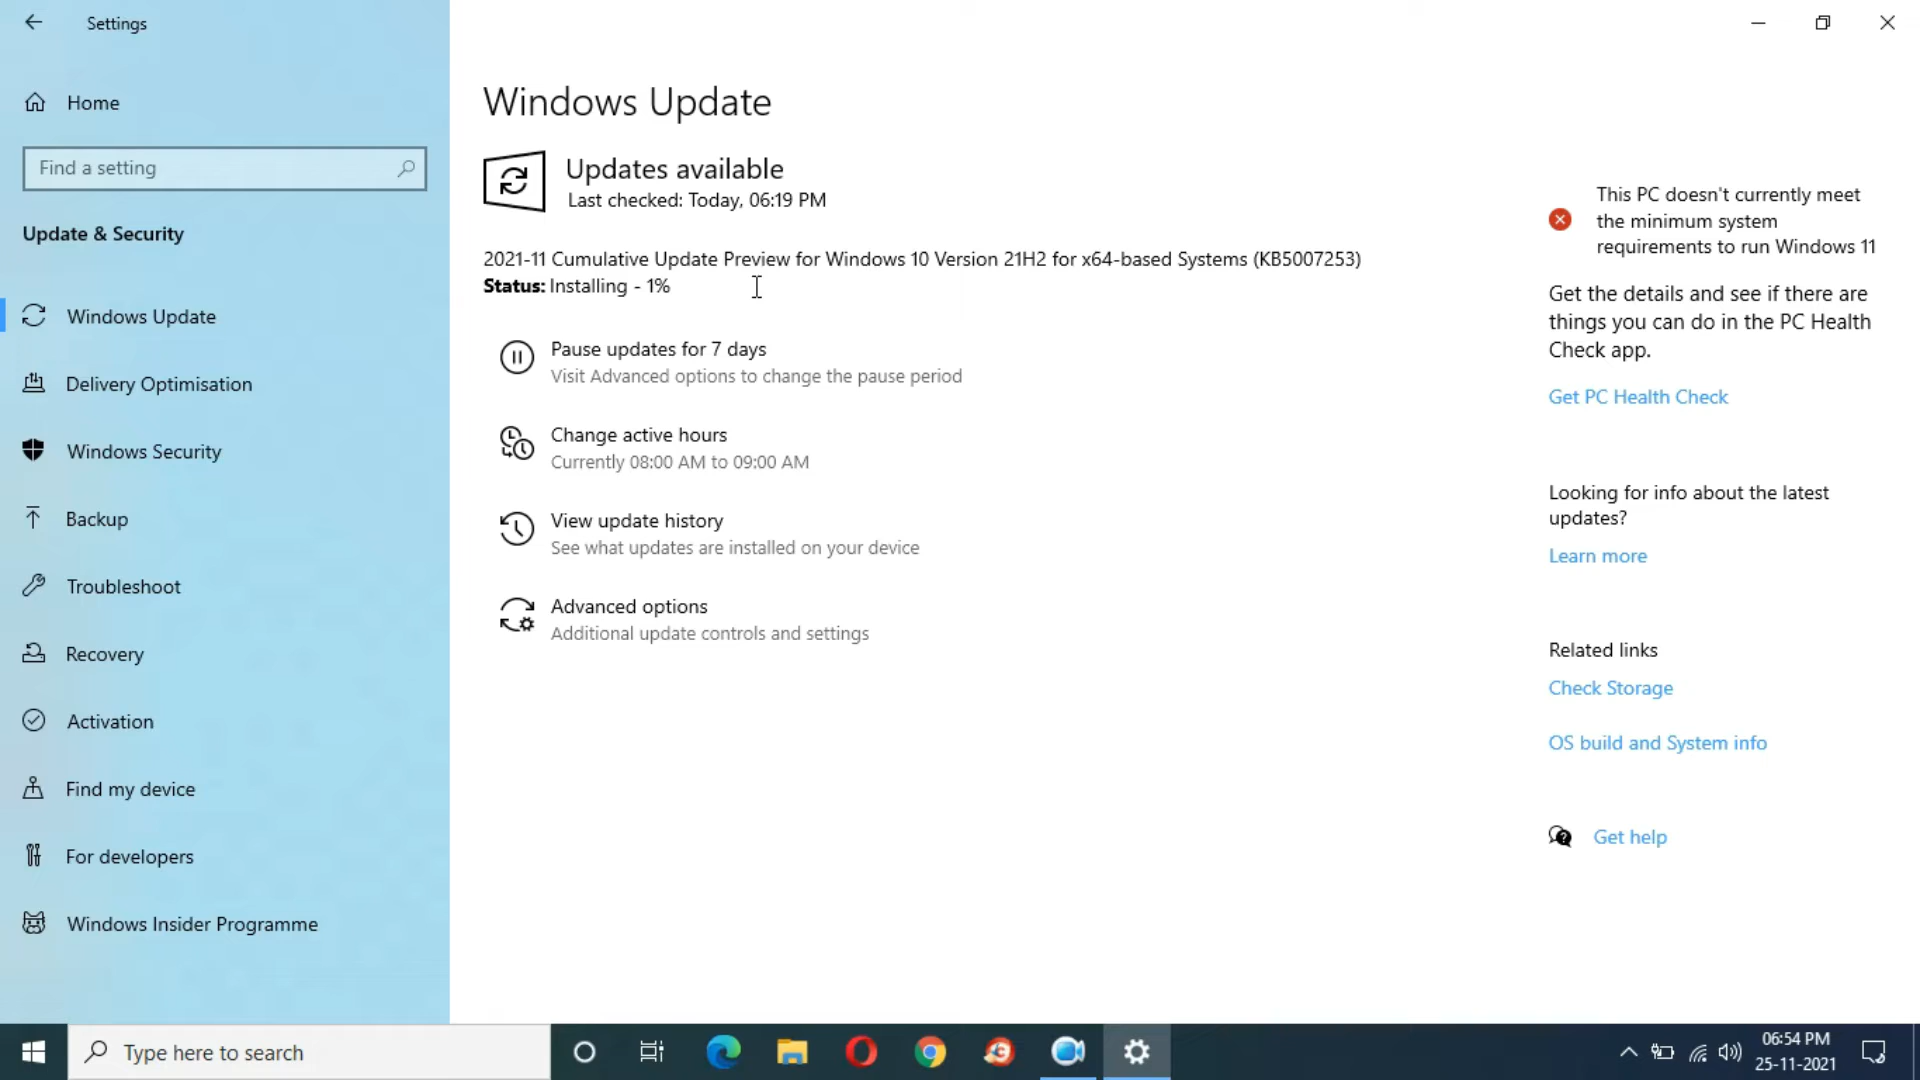 Settings
Home
Find a setting
Update & Security
Windows Update
Delivery Optimisation
Windows Security
Backup
Troubleshoot
Recovery
Activation
Find my device
For developers
Windows Insider Programme
Windows Update
Updates available
Last checked: Today, 06:19 PM
2021-11 Cumulative Update Preview for Windows 10 Version 21H2 for x64-based Systems (KB5007253)
Status: Installing - 1%
Pause updates for 7 days
Visit Advanced options to change the pause period
Change active hours
Currently 08:00 AM to 09:00 AM
View update history
See what updates are installed on your device
Advanced options
Additional update controls and settings
This PC doesn't currently meet
the minimum system
requirements to run Windows 11
Get the details and see if there are
things you can do in the PC Health
Check app.
Get PC Health Check
Looking for info about the latest
updates?
Learn more
Related links
Check Storage
OS build and System info
Get help
Type here to search
06:54 PM
25-11-2021